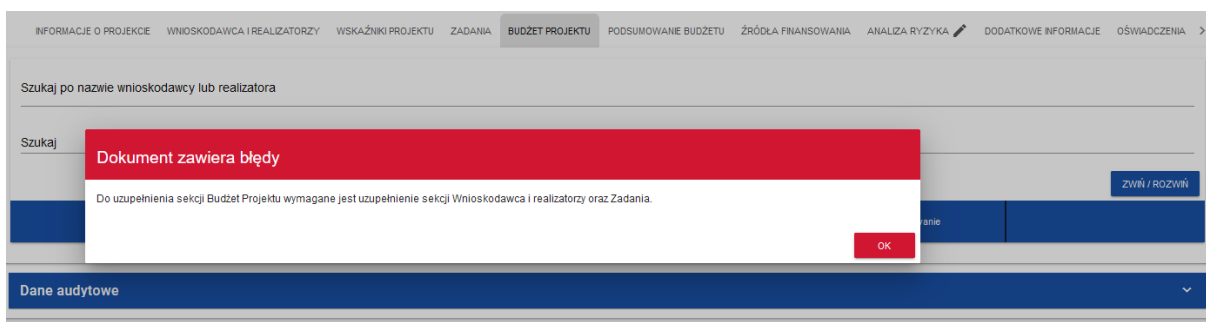 INFORMACJE O PROJEKCIE WNIOSKODAWCA I REALIZATORZY WSKAŹNIKI PROJEKTU ZADANIA BUDŻET PROJEKTU PODSUMOWANIE BUDŻETU ŹRÓDŁA FINANSOWANIA ANALIZA RYZYKA DODATKOWE INFORMACJE OŚWIADCZENIA
Szukaj po nazwie wnioskodawcy lub realizatora
Szukaj
Dokument zawiera błędy
Do uzupełnienia sekcji Budżet Projektu wymagane jest uzupełnienie sekcji Wnioskodawca i realizatorzy oraz Zadania.
ZWIŃ / ROZWIŃ
OK
Dane audytowe